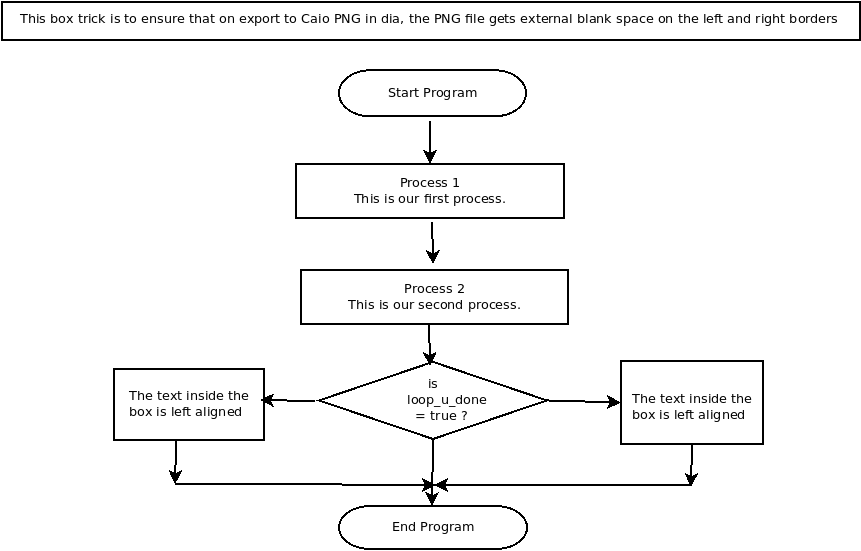 This box trick is to ensure that on export to Caio PNG in dia, the PNG file gets external blank space on the left and right borders
Start Program
Process 1
This is our first process.
Process 2
This is our second process.
is
loop_u_done
= true ?
The text inside the
box is left aligned
The text inside the
box is left aligned
End Program